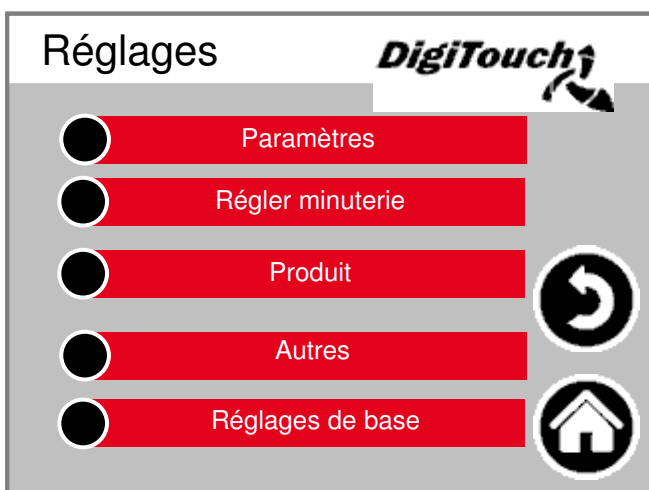 Réglages
DigiTouch
Paramètres
Régler minuterie
Produit
Autres
Réglages de base